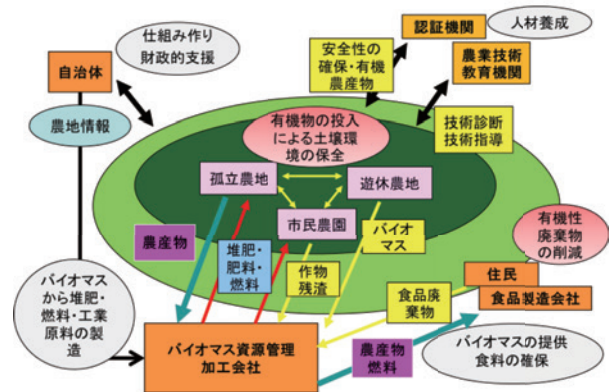 仕組み作り
財政的支援
自治体
農地情報
安全性の
確保・有機
農産物
認証機関
人材養成
農業技術
教育機関
技術診断
技術指導
有機物の投入
による土壌環
境の保全
孤立農地
遊休農地
市民農園
農産物
堆肥・
肥料・
燃料
作物
残渣
バイオ
マス
有機性
廃棄物
の削減
住民
食品製造会社
食品廃
棄物
バイオマス
から堆肥・
燃料・工業
原料の製
造
バイオマス資源管理
加工会社
農産物
燃料
バイオマスの提供
食料の確保